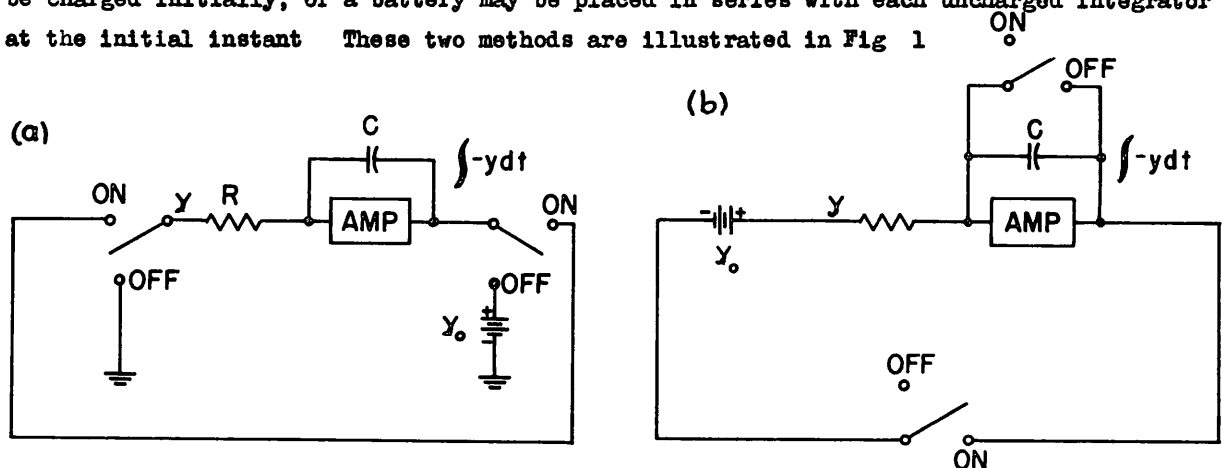 be charged initially, or a battery may be placed in series with each uncharged integrator
at the initial instant These two methods are illustrated in Fig 1
(a)
C
∫-ydt
ON
y
R
AMP
ON
OFF
OFF
y₀
+
-
(b)
ON
OFF
C
∫-ydt
- +
y
AMP
y₀
OFF
ON